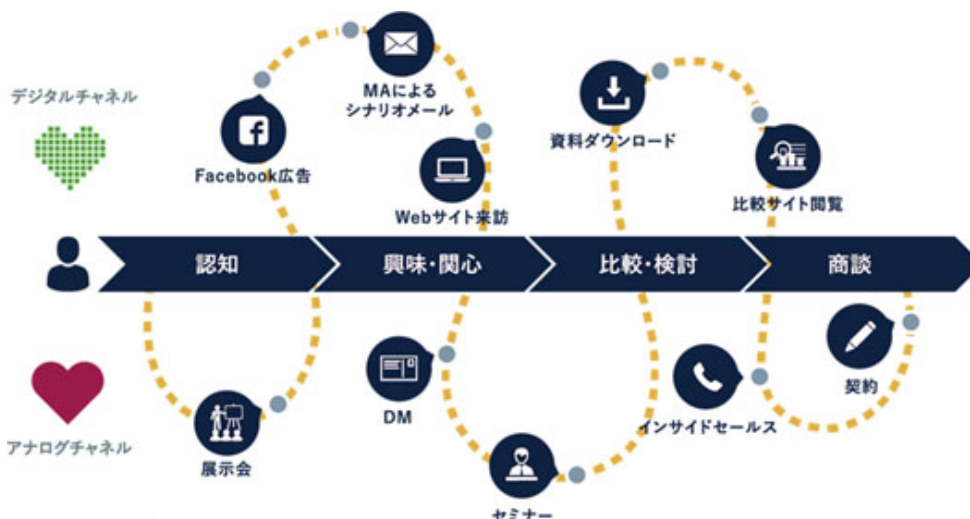 デジタルチャネル
MAによる
シナリオメール
資料ダウンロード
Facebook広告
Webサイト来訪
比較サイト閲覧
認知
興味・関心
比較・検討
商談
DM
契約
インサイドセールス
アナログチャネル
展示会
セミナー